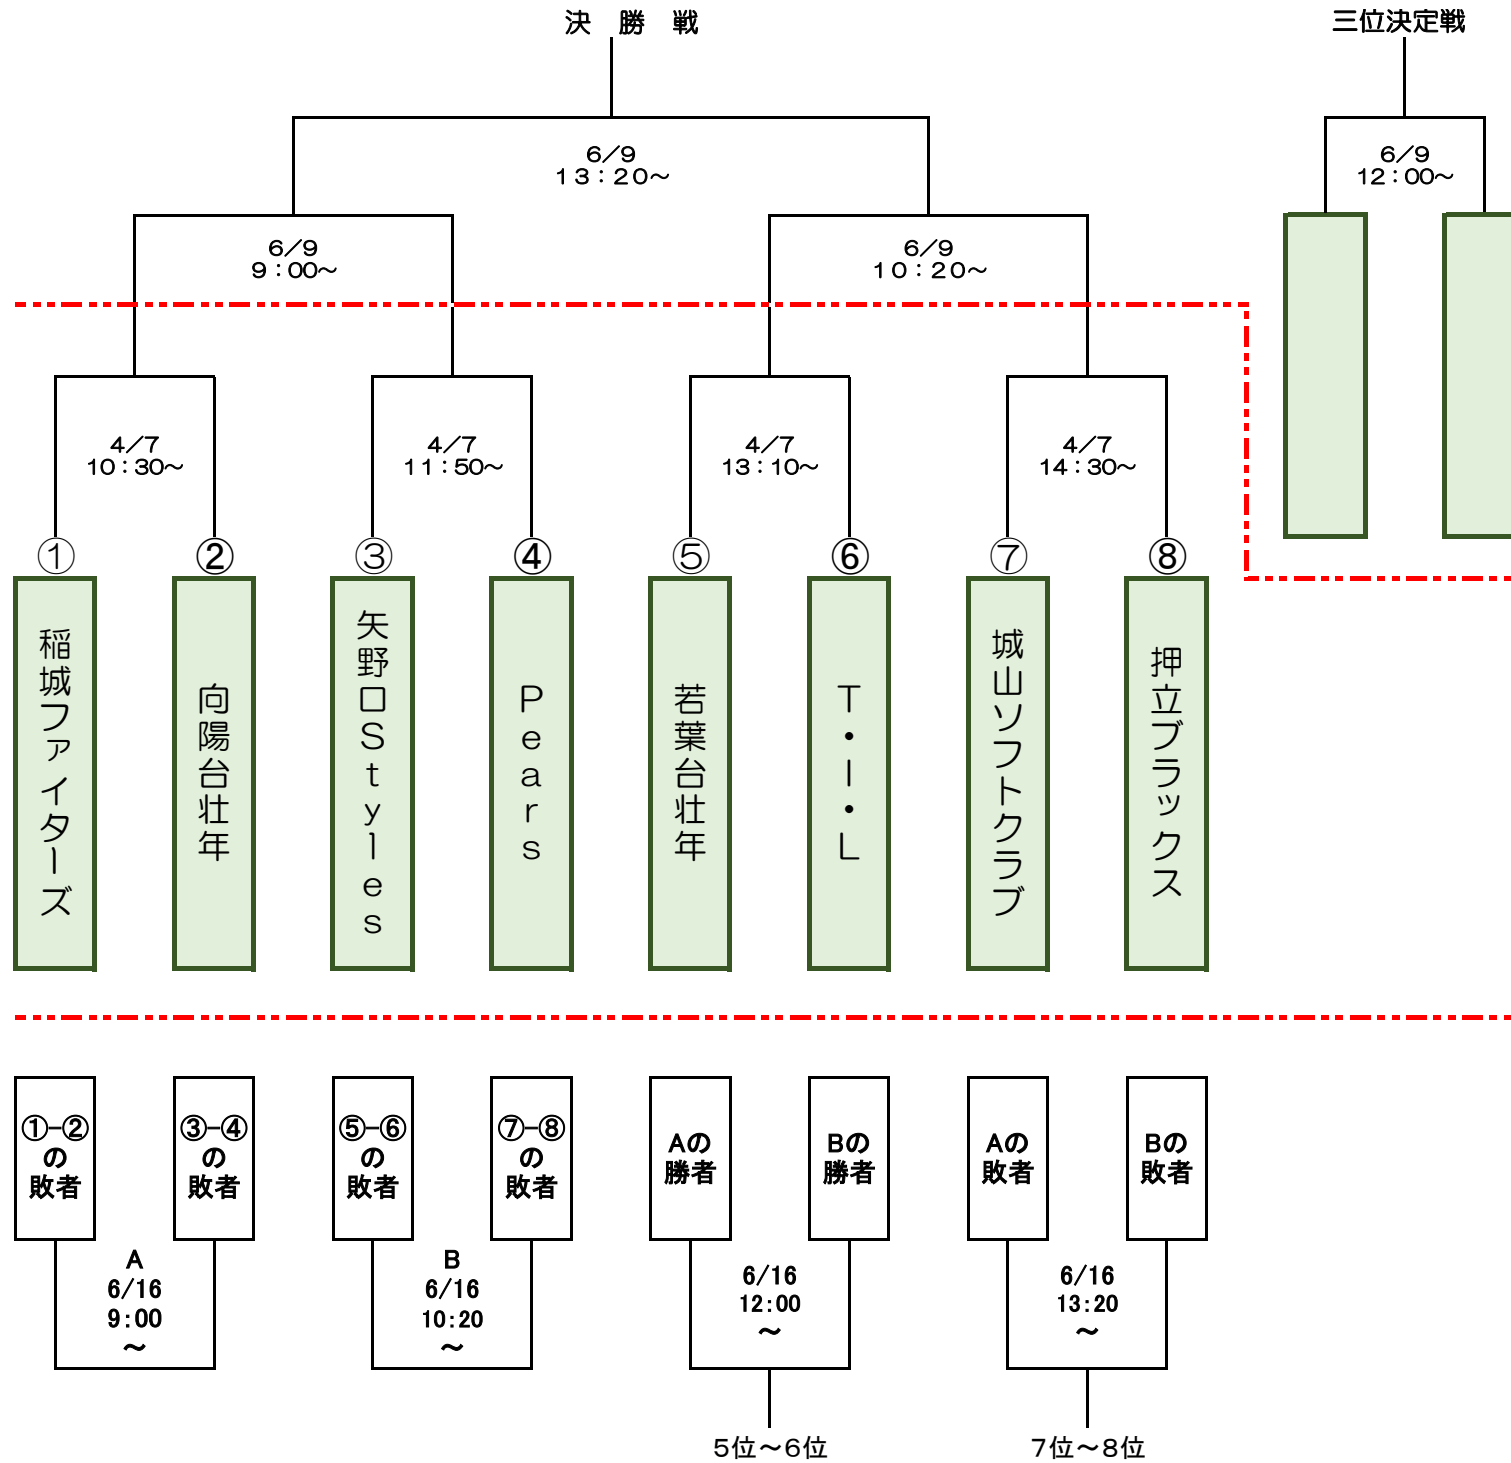 決　勝　戦
三位決定戦
6／9
13：20～
6／9
12：00～
6／9
9：00～
6／9
10：20～
4／7
10：30～
4／7
11：50～
4／7
13：10～
4／7
14：30～
①
②
③
④
⑤
⑥
⑦
⑧
稲城ファイターズ
向陽台壮年
矢野口Styles
Pears
若葉台壮年
T・I・L
城山ソフトクラブ
押立ブラックス
①-②
の
敗者
③-④
の
敗者
⑤-⑥
の
敗者
⑦-⑧
の
敗者
Aの
勝者
Bの
勝者
Aの
敗者
Bの
敗者
A
6/16
9:00
～
B
6/16
10:20
～
6/16
12:00
～
6/16
13:20
～
5位～6位
7位～8位